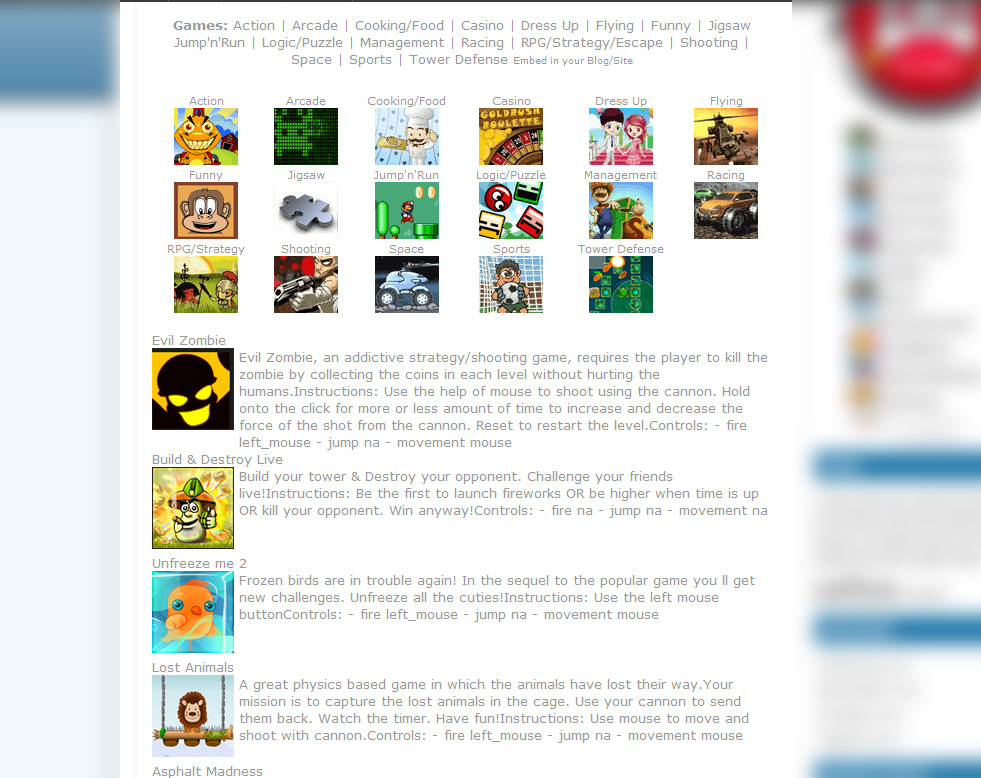 Games: Action | Arcade | Cooking/Food | Casino | Dress Up | Flying | Funny | Jigsaw
Jump'n'Run | Logic/Puzzle | Management | Racing | RPG/Strategy/Escape | Shooting |
Space | Sports | Tower Defense Embed in your Blog/Site
Action Arcade Cooking/Food Casino Dress Up Flying
GOLDRUSH
ROULETTE
Funny Jigsaw Jump'n'Run Logic/Puzzle Management Racing
RPG/Strategy Shooting Space Sports Tower Defense
Evil Zombie
Evil Zombie, an addictive strategy/shooting game, requires the player to kill the
zombie by collecting the coins in each level without hurting the
humans.Instructions: Use the help of mouse to shoot using the cannon. Hold
onto the click for more or less amount of time to increase and decrease the
force of the shot from the cannon. Reset to restart the level.Controls: - fire
left_mouse - jump na - movement mouse
Build & Destroy Live
Build your tower & Destroy your opponent. Challenge your friends
live!Instructions: Be the first to launch fireworks OR be higher when time is up
OR kill your opponent. Win anyway!Controls: - fire na - jump na - movement na
Unfreeze me 2
Frozen birds are in trouble again! In the sequel to the popular game you ll get
new challenges. Unfreeze all the cuties!Instructions: Use the left mouse
buttonControls: - fire left_mouse - jump na - movement mouse
Lost Animals
A great physics based game in which the animals have lost their way.Your
mission is to capture the lost animals in the cage. Use your cannon to send
them back. Watch the timer. Have fun!Instructions: Use mouse to move and
shoot with cannon.Controls: - fire left_mouse - jump na - movement mouse
Asphalt Madness